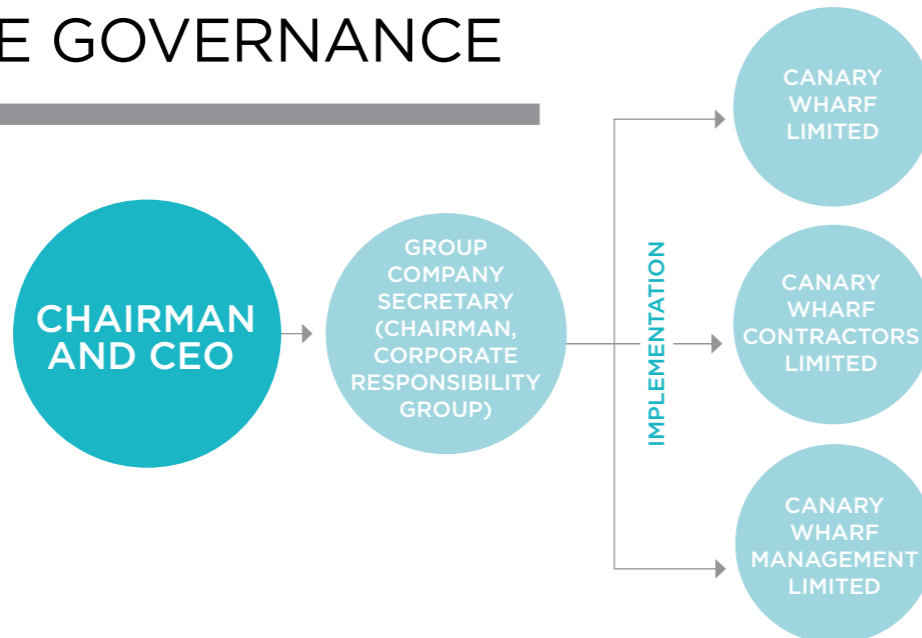 E GOVERNANCE
CHAIRMAN
AND CEO
GROUP
COMPANY
SECRETARY
(CHAIRMAN,
CORPORATE
RESPONSIBILITY
GROUP)
IMPLEMENTATION
CANARY
WHARF
LIMITED
CANARY
WHARF
CONTRACTORS
LIMITED
CANARY
WHARF
MANAGEMENT
LIMITED